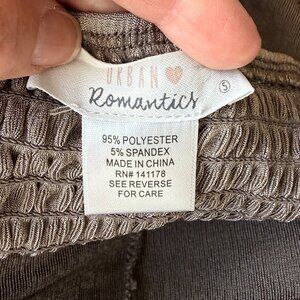 URBAN
Romantics
S
95% POLYESTER
5% SPANDEX
MADE IN CHINA
RN# 141178
SEE REVERSE
FOR CARE